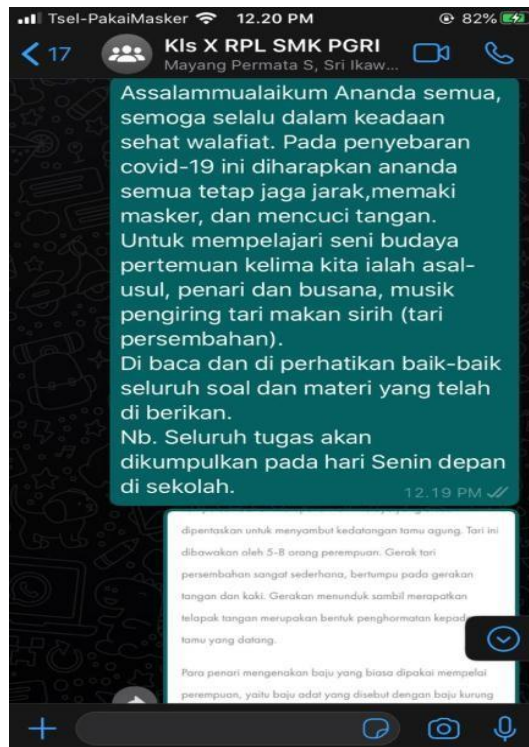 Tsel-PakaiMasker 12.20 PM 82%
17 Kls X RPL SMK PGRI
Mayang Permata S, Sri Ikaw...
Assalammualaikum Ananda semua,
semoga selalu dalam keadaan
sehat walafiat. Pada penyebaran
covid-19 ini diharapkan ananda
semua tetap jaga jarak,memaki
masker, dan mencuci tangan.
Untuk mempelajari seni budaya
pertemuan kelima kita ialah asal-
usul, penari dan busana, musik
pengiring tari makan sirih (tari
persembahan).
Di baca dan di perhatikan baik-baik
seluruh soal dan materi yang telah
di berikan.
Nb. Seluruh tugas akan
dikumpulkan pada hari Senin depan
di sekolah.
12.19 PM
dipentaskan untuk menyambut kedatangan tamu agung. Tari ini
dibawakan oleh 5-8 orang perempuan. Gerak tari
persembahan sangat sederhana, bertumpu pada gerakan
tangan dan kaki. Gerakan menunduk sambil merapatkan
telapak tangan merupakan bentuk penghormatan kepad
tamu yang datang.
Para penari mengenakan baju yang biasa dipakai mempelai
perempuan, yaitu baju adat yang disebut dengan baju kurung